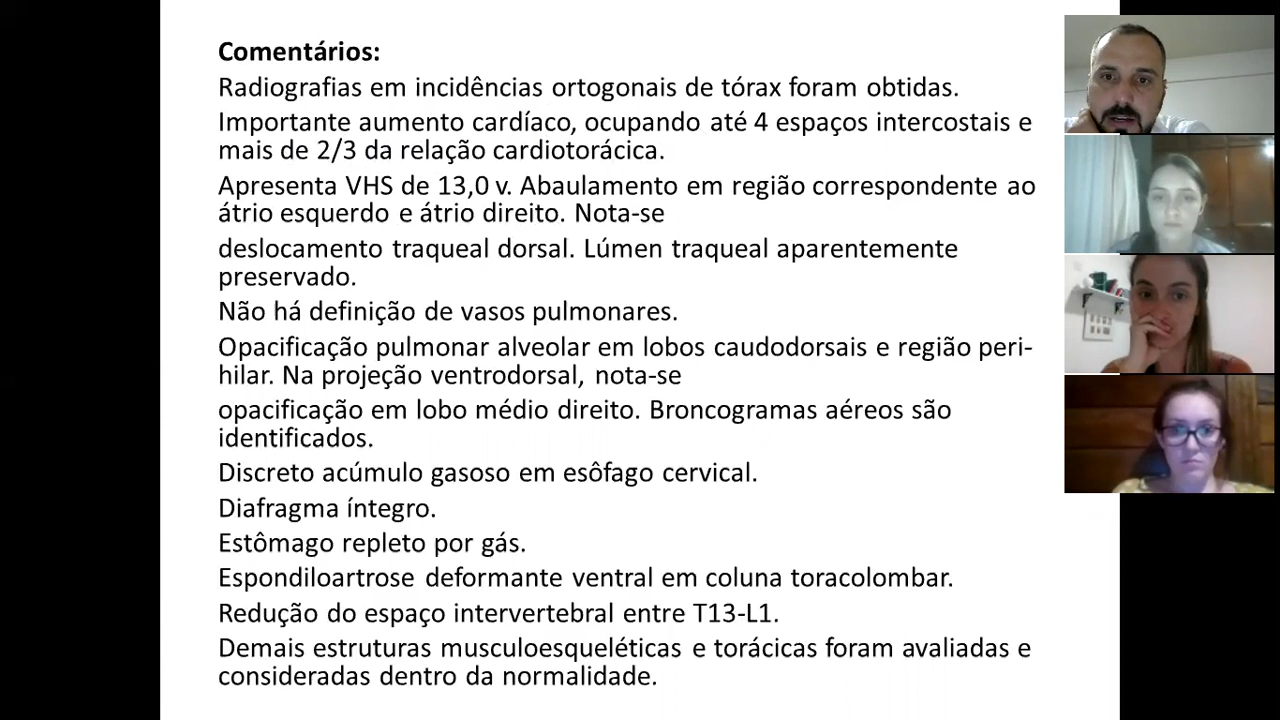 Comentários:
Radiografias em incidências ortogonais de tórax foram obtidas.
Importante aumento cardíaco, ocupando até 4 espaços intercostais e
mais de 2/3 da relação cardiotorácica.
Apresenta VHS de 13,0 v. Abaulamento em região correspondente ao
átrio esquerdo e átrio direito. Nota-se
deslocamento traqueal dorsal. Lúmen traqueal aparentemente
preservado.
Não há definição de vasos pulmonares.
Opacificação pulmonar alveolar em lobos caudodorsais e região peri-
hilar. Na projeção ventrodorsal, nota-se
opacificação em lobo médio direito. Broncogramas aéreos são
identificados.
Discreto acúmulo gasoso em esôfago cervical.
Diafragma íntegro.
Estômago repleto por gás.
Espondiloartrose deformante ventral em coluna toracolombar.
Redução do espaço intervertebral entre T13-L1.
Demais estruturas musculoesqueléticas e torácicas foram avaliadas e
consideradas dentro da normalidade.